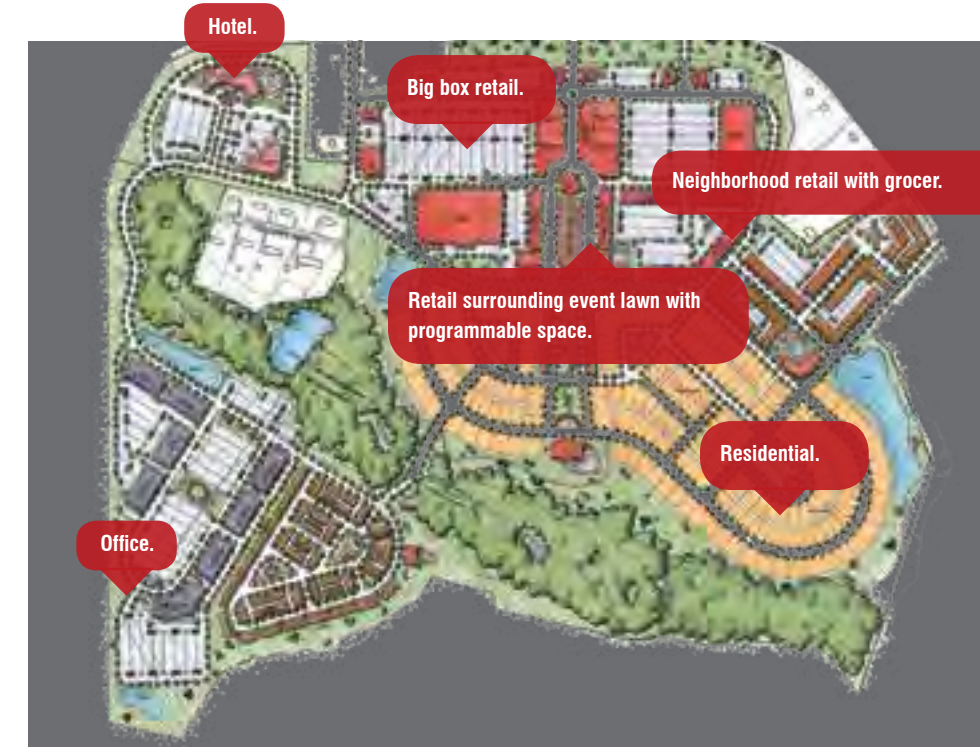 Hotel.
Big box retail.
Neighborhood retail with grocer.
Retail surrounding event lawn with
programmable space.
Residential.
Office.